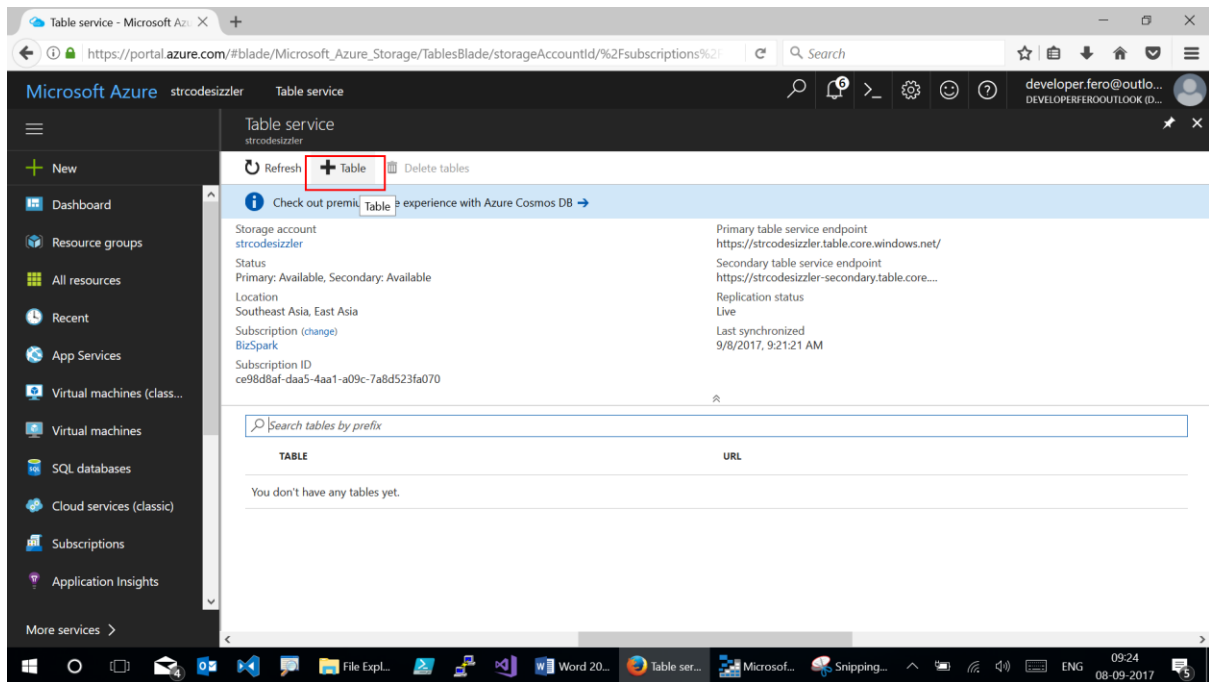 Table service - Microsoft Azu
https://portal.azure.com/#blade/Microsoft_Azure_Storage/TablesBlade/storageAccountId/%2Fsubscriptions%2F
Search
Microsoft Azure strcodesizzler Table service
6
developer.fero@outlo...
DEVELOPERFEROOUTLOOK (D...
Table service
strcodesizzler
New
Refresh Table Delete tables
Check out premiu e experience with Azure Cosmos DB →
Table
Dashboard
Resource groups
All resources
Recent
App Services
Virtual machines (class...
Virtual machines
SQL databases
Cloud services (classic)
Subscriptions
Application Insights
More services >
Storage account
strcodesizzler
Status
Primary: Available, Secondary: Available
Location
Southeast Asia, East Asia
Subscription (change)
BizSpark
Subscription ID
ce98d8af-daa5-4aa1-a09c-7a8d523fa070
Primary table service endpoint
https://strcodesizzler.table.core.windows.net/
Secondary table service endpoint
https://strcodesizzler-secondary.table.core....
Replication status
Live
Last synchronized
9/8/2017, 9:21:21 AM
Search tables by prefix
TABLE URL
You don't have any tables yet.
4
File Expl...
Word 20...
Table ser...
Microsof...
Snipping...
ENG
09:24
08-09-2017
5